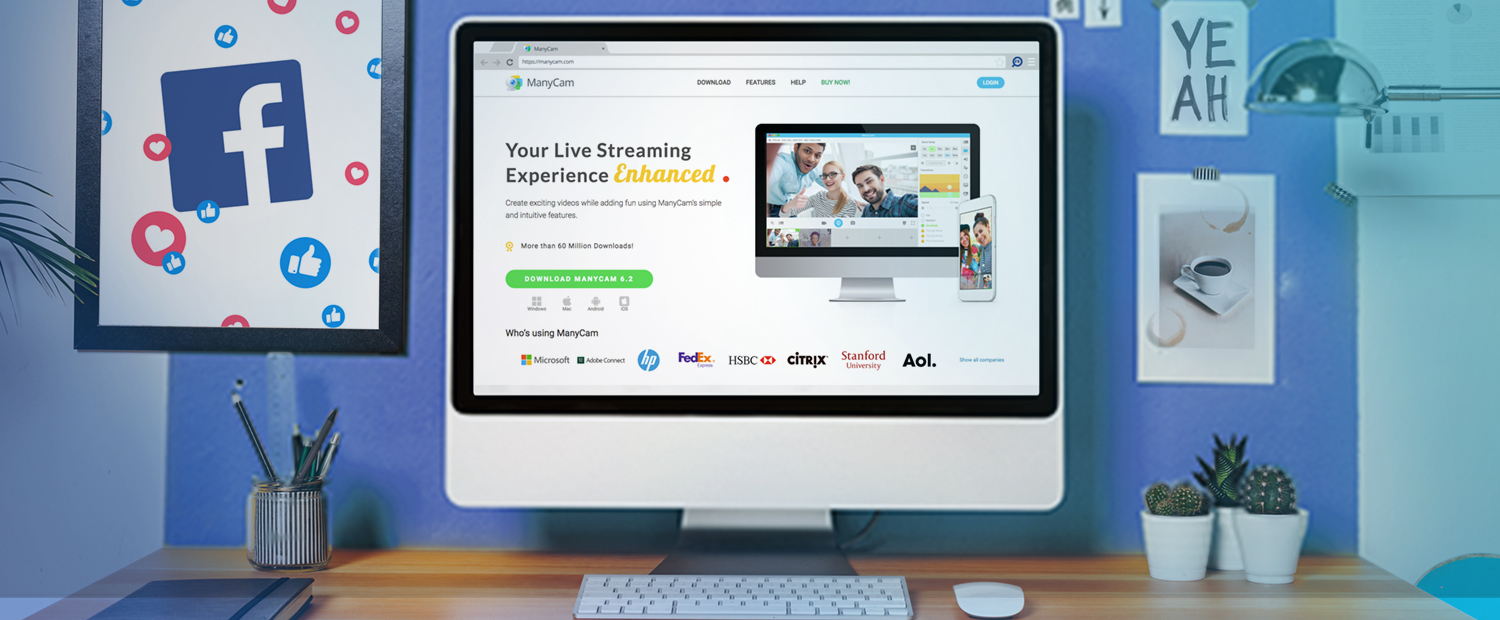 f
YE
AH
ManyCam
https://manycam.com
ManyCam
DOWNLOAD
FEATURES
HELP
BUY NOW!
LOGIN
Your Live Streaming
Experience Enhanced.
Create exciting videos while adding fun using ManyCam's simple
and intuitive features.
More than 60 Million Downloads!
DOWNLOAD MANYCAM 6.2
Windows
Mac
Android
iOS
Who's using ManyCam
Microsoft
Adobe Connect
hp
FedEx
Express
HSBC
CITRIX
Stanford
University
Aol.
Show all companies